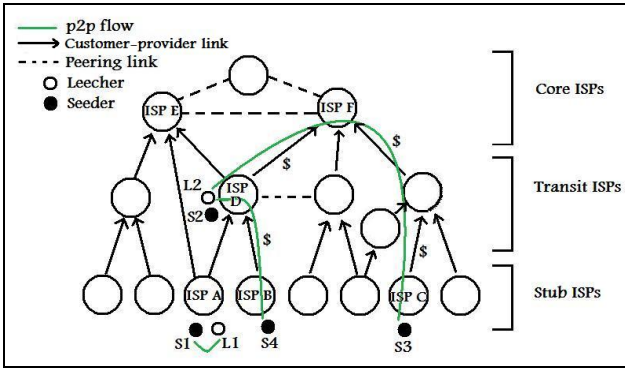 p2p flow
Customer-provider link
Peering link
Leecher
Seeder
ISP E
ISP F
Core ISPs
$
$
L2
ISP
D
S2
Transit ISPs
$
$
ISP A
ISP B
ISP C
Stub ISPs
S1
L1
S4
S3